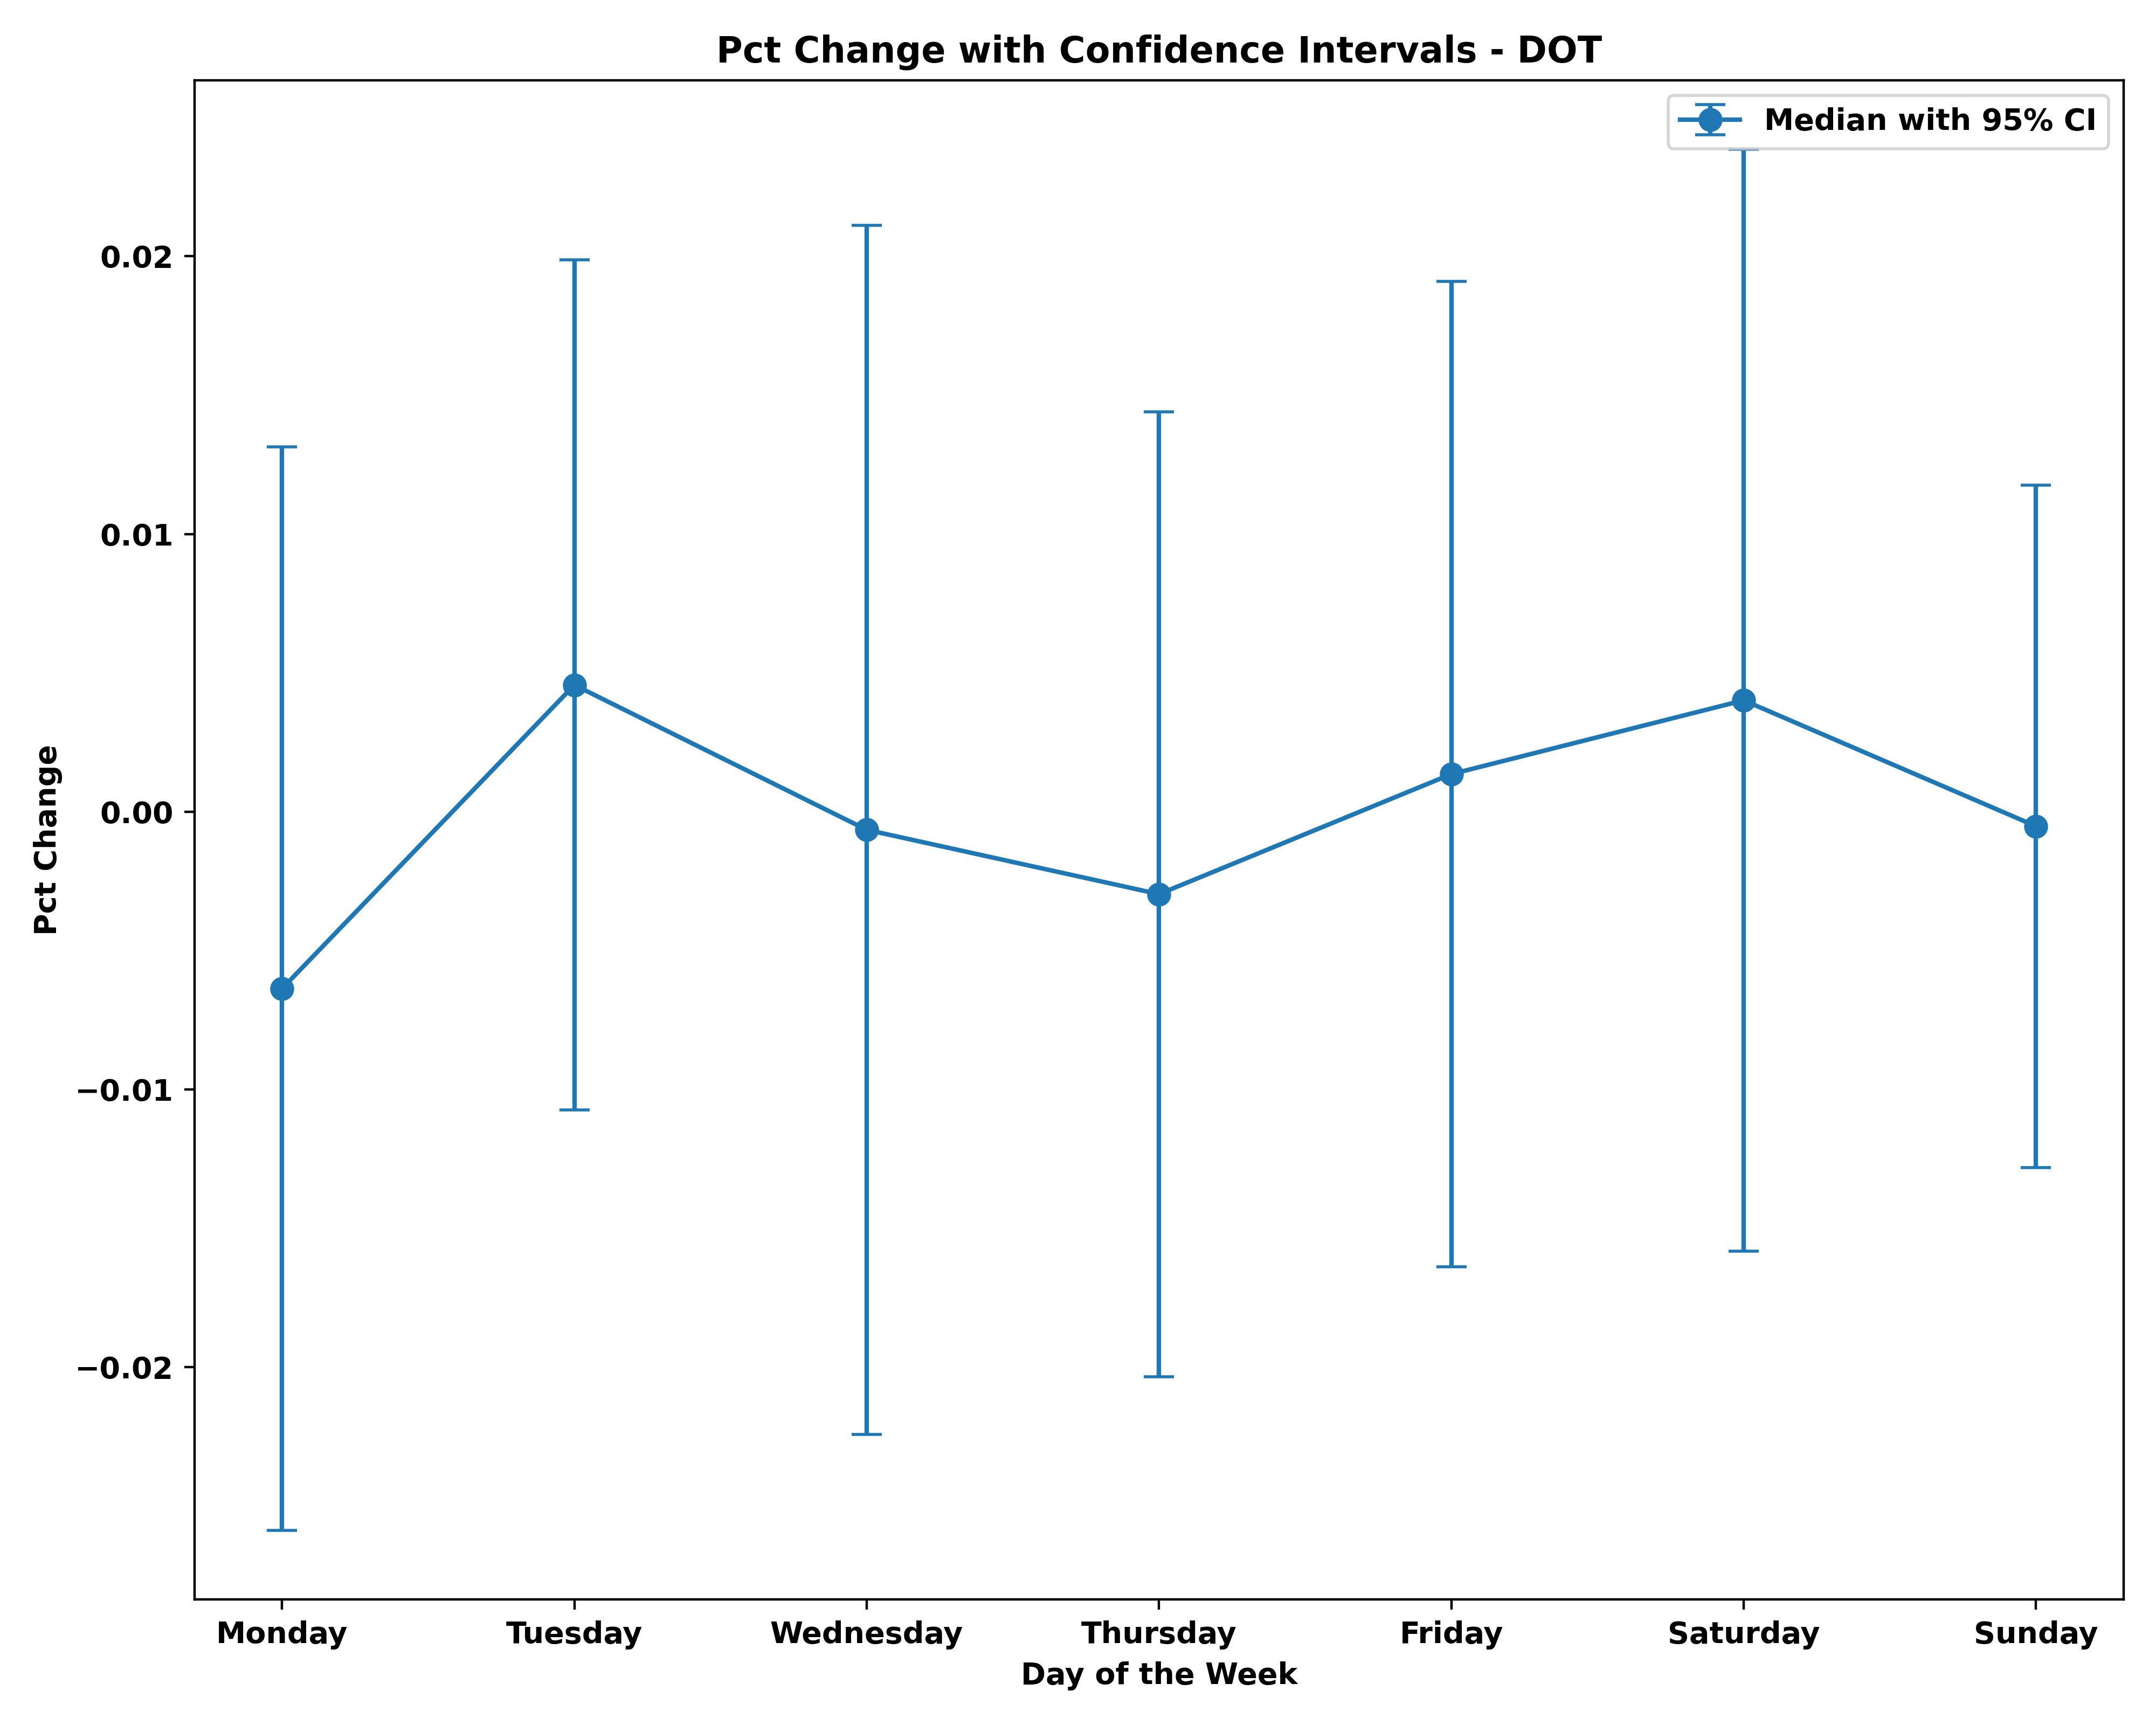 Pct Change with Confidence Intervals - DOT
Median with 95% CI
0.02
0.01
0.00
−0.01
−0.02
Pct Change
Monday Tuesday Wednesday Thursday Friday Saturday Sunday
Day of the Week